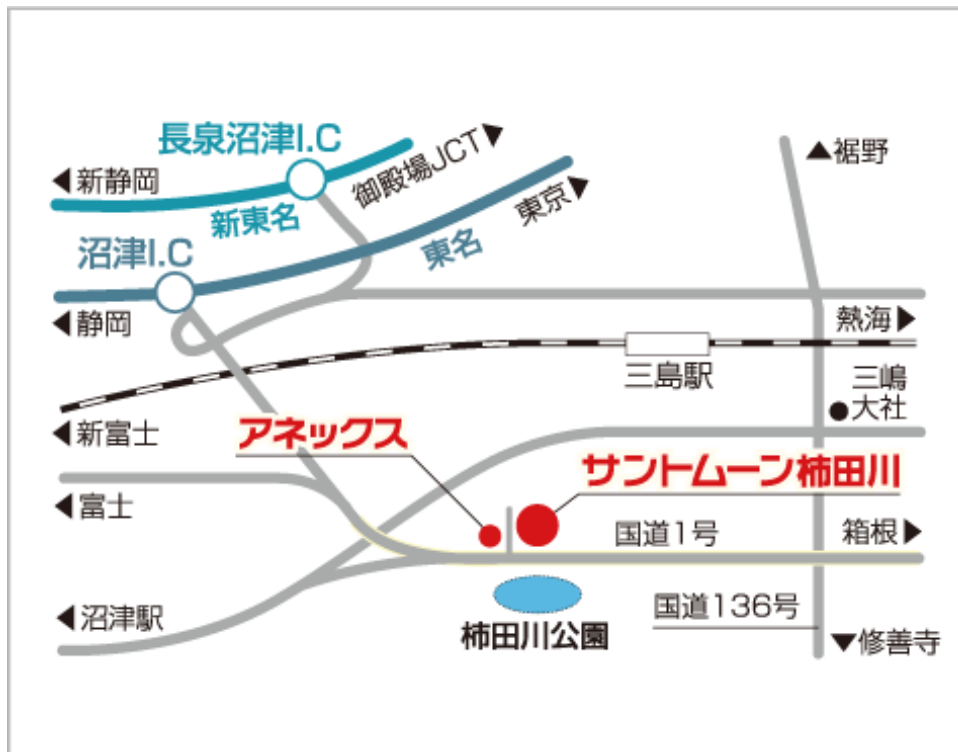 長泉沼津I.C
◀新静岡
御殿場JCT▶
新東名
▲裾野
沼津I.C
東京▶
東名
◀静岡
熱海▶
三島駅
三嶋
●大社
◀新富士
アネックス
サントムーン柿田川
◀富士
国道1号
箱根▶
◀沼津駅
柿田川公園
国道136号
▼修善寺